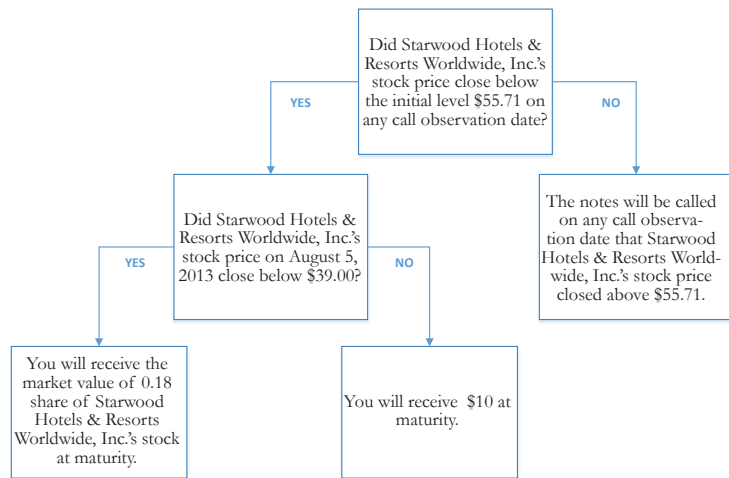 Did Starwood Hotels &
Resorts Worldwide, Inc.'s
stock price close below
the initial level $55.71 on
any call observation date?
YES
NO
Did Starwood Hotels &
Resorts Worldwide, Inc.'s
stock price on August 5,
2013 close below $39.00?
The notes will be called
on any call observa-
tion date that Starwood
Hotels & Resorts World-
wide, Inc.'s stock price
closed above $55.71.
YES
NO
You will receive the
market value of 0.18
share of Starwood
Hotels & Resorts
Worldwide, Inc.'s stock
at maturity.
You will receive $10 at
maturity.